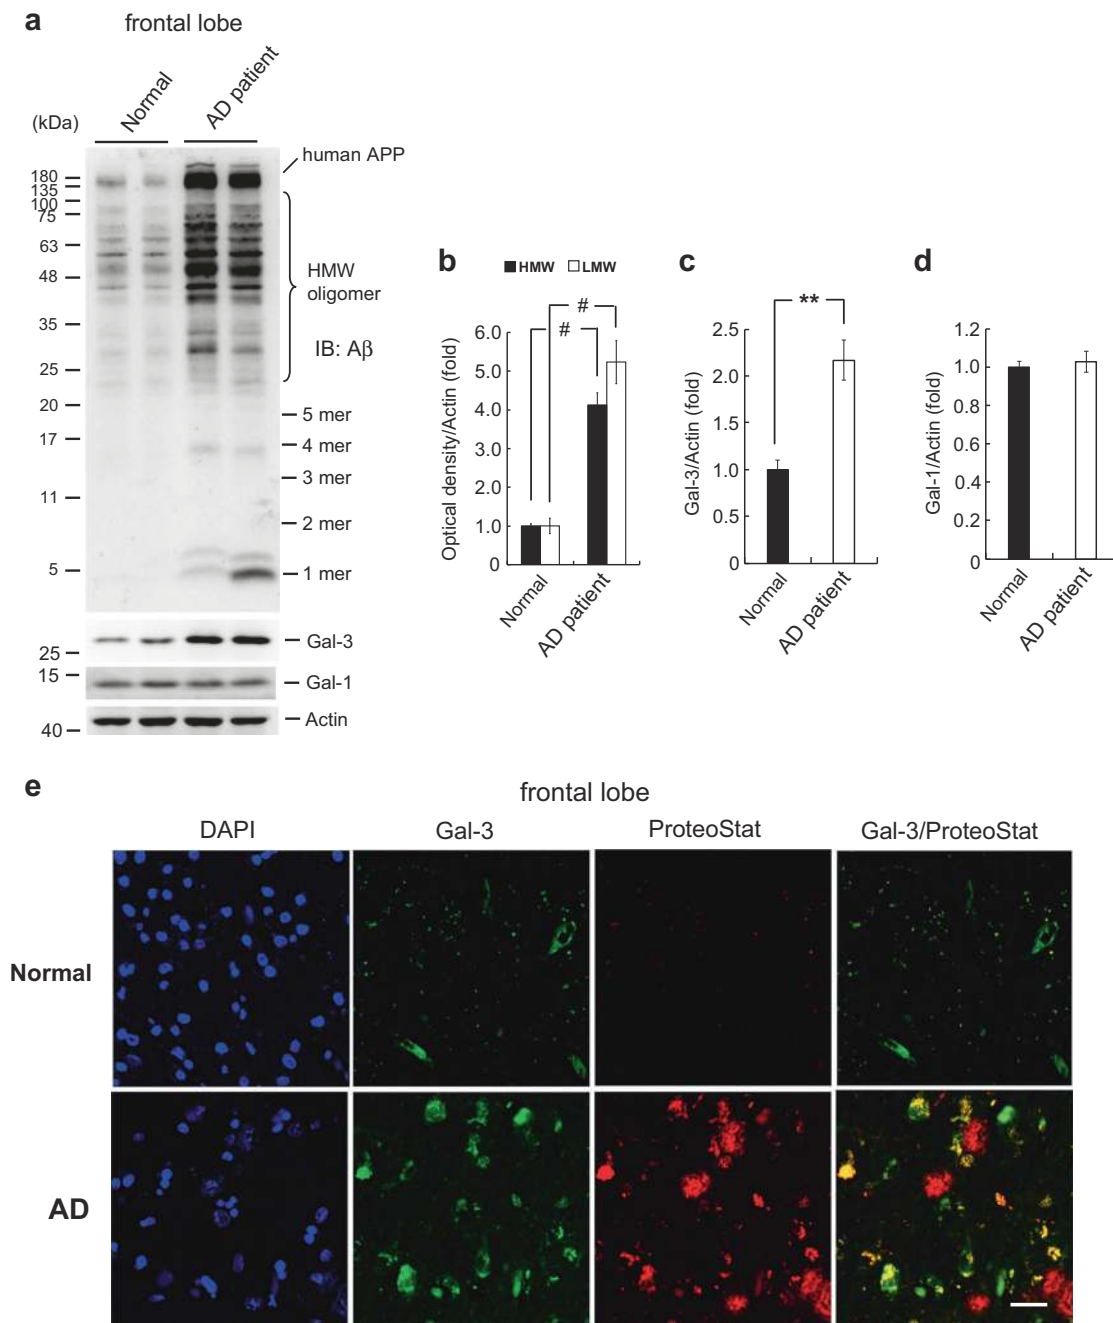 a
frontal lobe
Normal
AD patient
(kDa)
180
135
100
75
63
48
35
25
20
17
11
5
human APP
HMW
oligomer
IB: Aβ
5 mer
4 mer
3 mer
2 mer
1 mer
25
Gal-3
15
Gal-1
40
Actin
b
HMW
LMW
#
#
Optical density/Actin (fold)
6.0
5.0
4.0
3.0
2.0
1.0
0
Normal
AD patient
c
**
Gal-3/Actin (fold)
2.5
2.0
1.5
1.0
0.5
0
Normal
AD patient
d
Gal-1/Actin (fold)
1.2
1.0
0.8
0.6
0.4
0.2
0
Normal
AD patient
e
frontal lobe
DAPI
Gal-3
ProteoStat
Gal-3/ProteoStat
Normal
AD